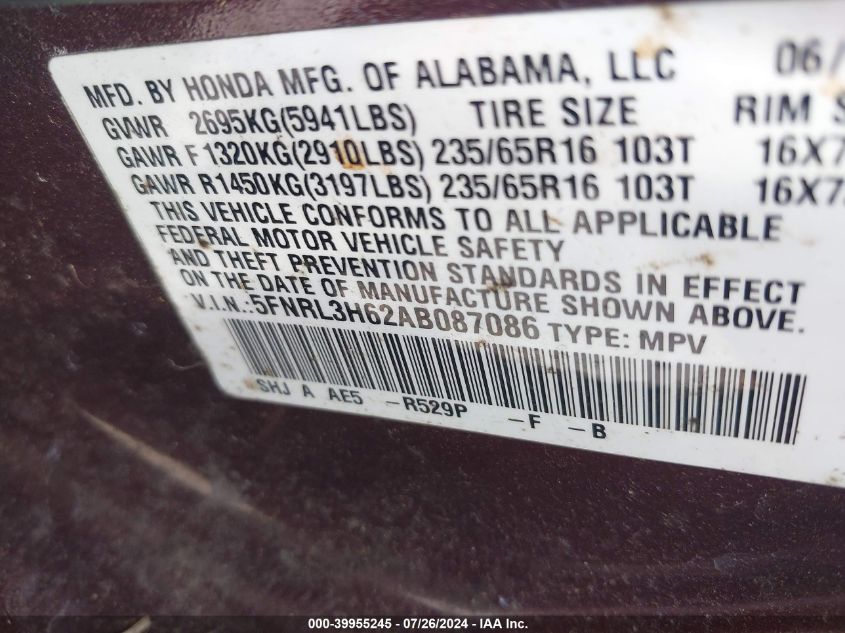 MFD. BY HONDA MFG. OF ALABAMA, LLC 06/
GVWR 2695KG(5941LBS) TIRE SIZE RIM S
GAWR F1320KG(2910LBS) 235/65R16 103T 16X7
GAWR R1450KG(3197LBS) 235/65R16 103T 16X7
THIS VEHICLE CONFORMS TO ALL APPLICABLE
FEDERAL MOTOR VEHICLE SAFETY
AND THEFT PREVENTION STANDARDS IN EFFECT
ON THE DATE OF MANUFACTURE SHOWN ABOVE.
V.I.N.:5FNRL3H62AB087086 TYPE: MPV
SHJ A AE5 -R529P -F -B
000-39955245 - 07/26/2024 - IAA Inc.